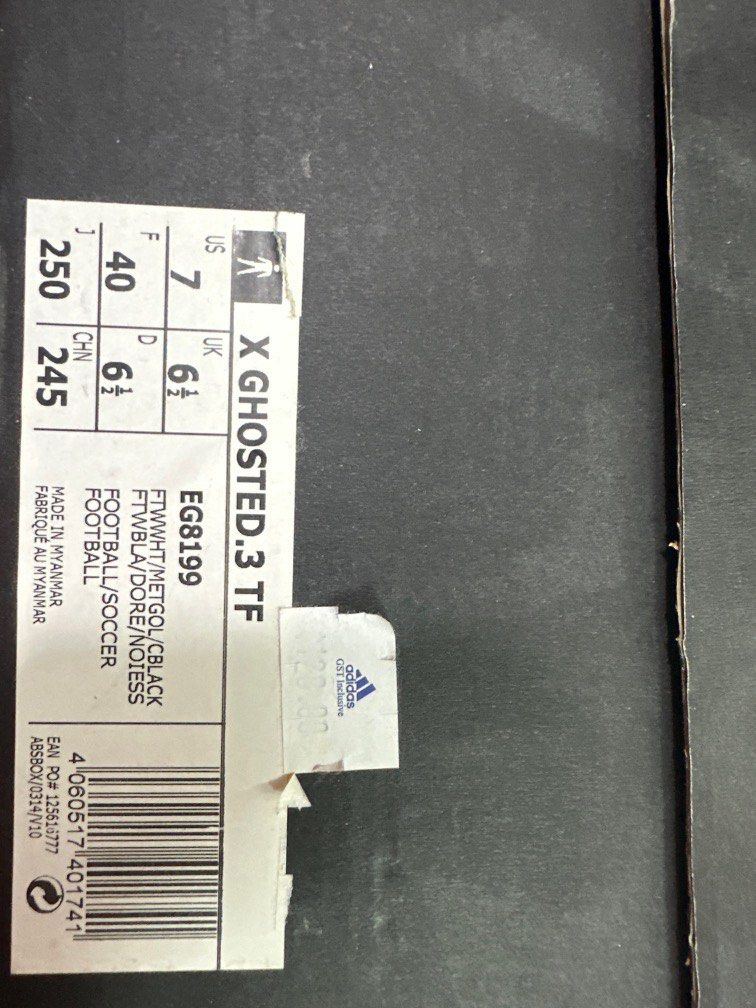 X GHOSTED.3 TF
US 7 UK 6½
F 40 D 6½
J 250 CHN 245
EG8199
FTWWHT/METGOL/CBLACK
FTWBLA/DORE/NOIESS
FOOTBALL/SOCCER
FOOTBALL
MADE IN MYANMAR
FABRIQUÉ AU MYANMAR
4 060517 401741
EAN PO# 125616777
ABSBOX/0314/V10
adidas
GST Inclusive